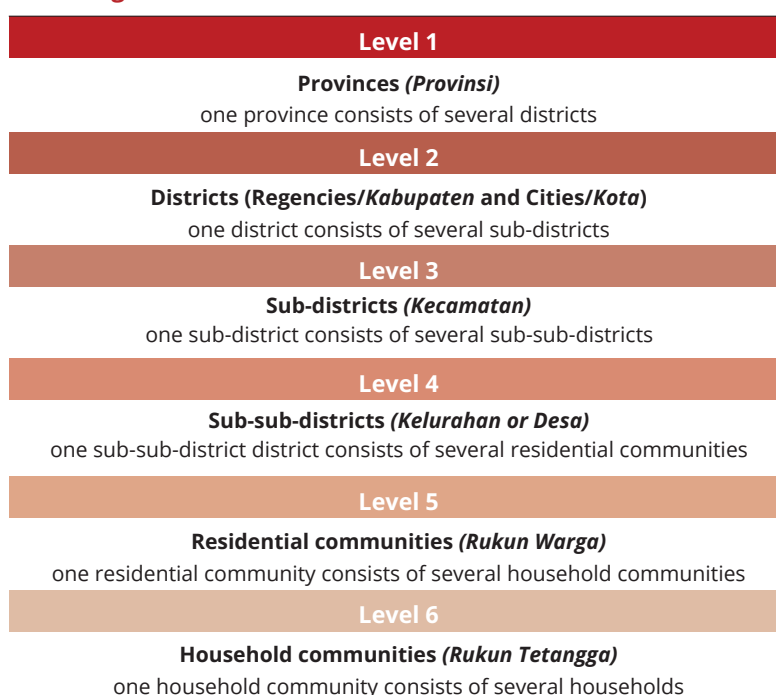 Level 1
Provinces (Provinsi)
one province consists of several districts
Level 2
Districts (Regencies/Kabupaten and Cities/Kota)
one district consists of several sub-districts
Level 3
Sub-districts (Kecamatan)
one sub-district consists of several sub-sub-districts
Level 4
Sub-sub-districts (Kelurahan or Desa)
one sub-sub-district district consists of several residential communities
Level 5
Residential communities (Rukun Warga)
one residential community consists of several household communities
Level 6
Household communities (Rukun Tetangga)
one household community consists of several households